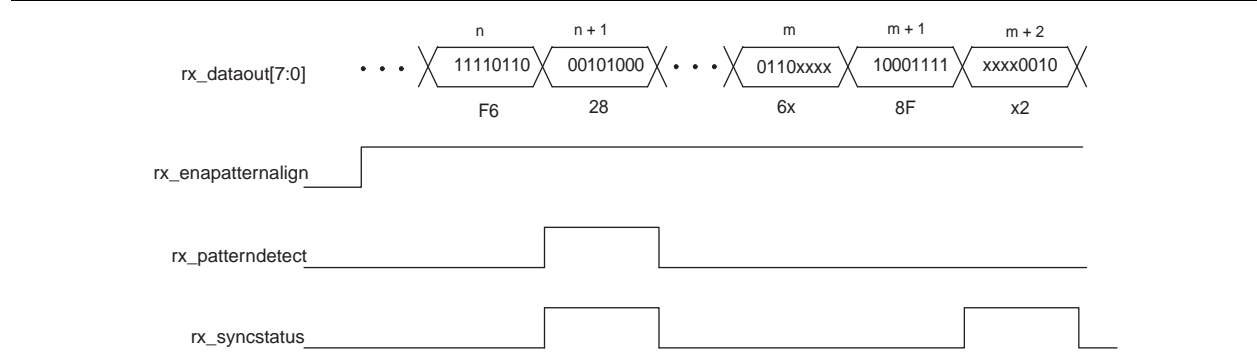 n n + 1 m m + 1 m + 2
rx_dataout[7:0] 11110110 00101000 0110xxxx 10001111 xxxx0010
F6 28 6x 8F x2
rx_enapatternalign
rx_patterndetect
rx_syncstatus